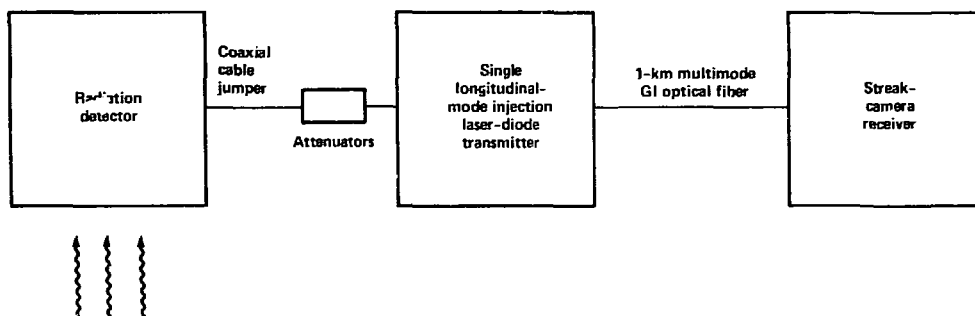 Radiation
detector
Coaxial
cable
jumper
Attenuators
Single
longitudinal-
mode injection
laser-diode
transmitter
1-km multimode
GI optical fiber
Streak-
camera
receiver